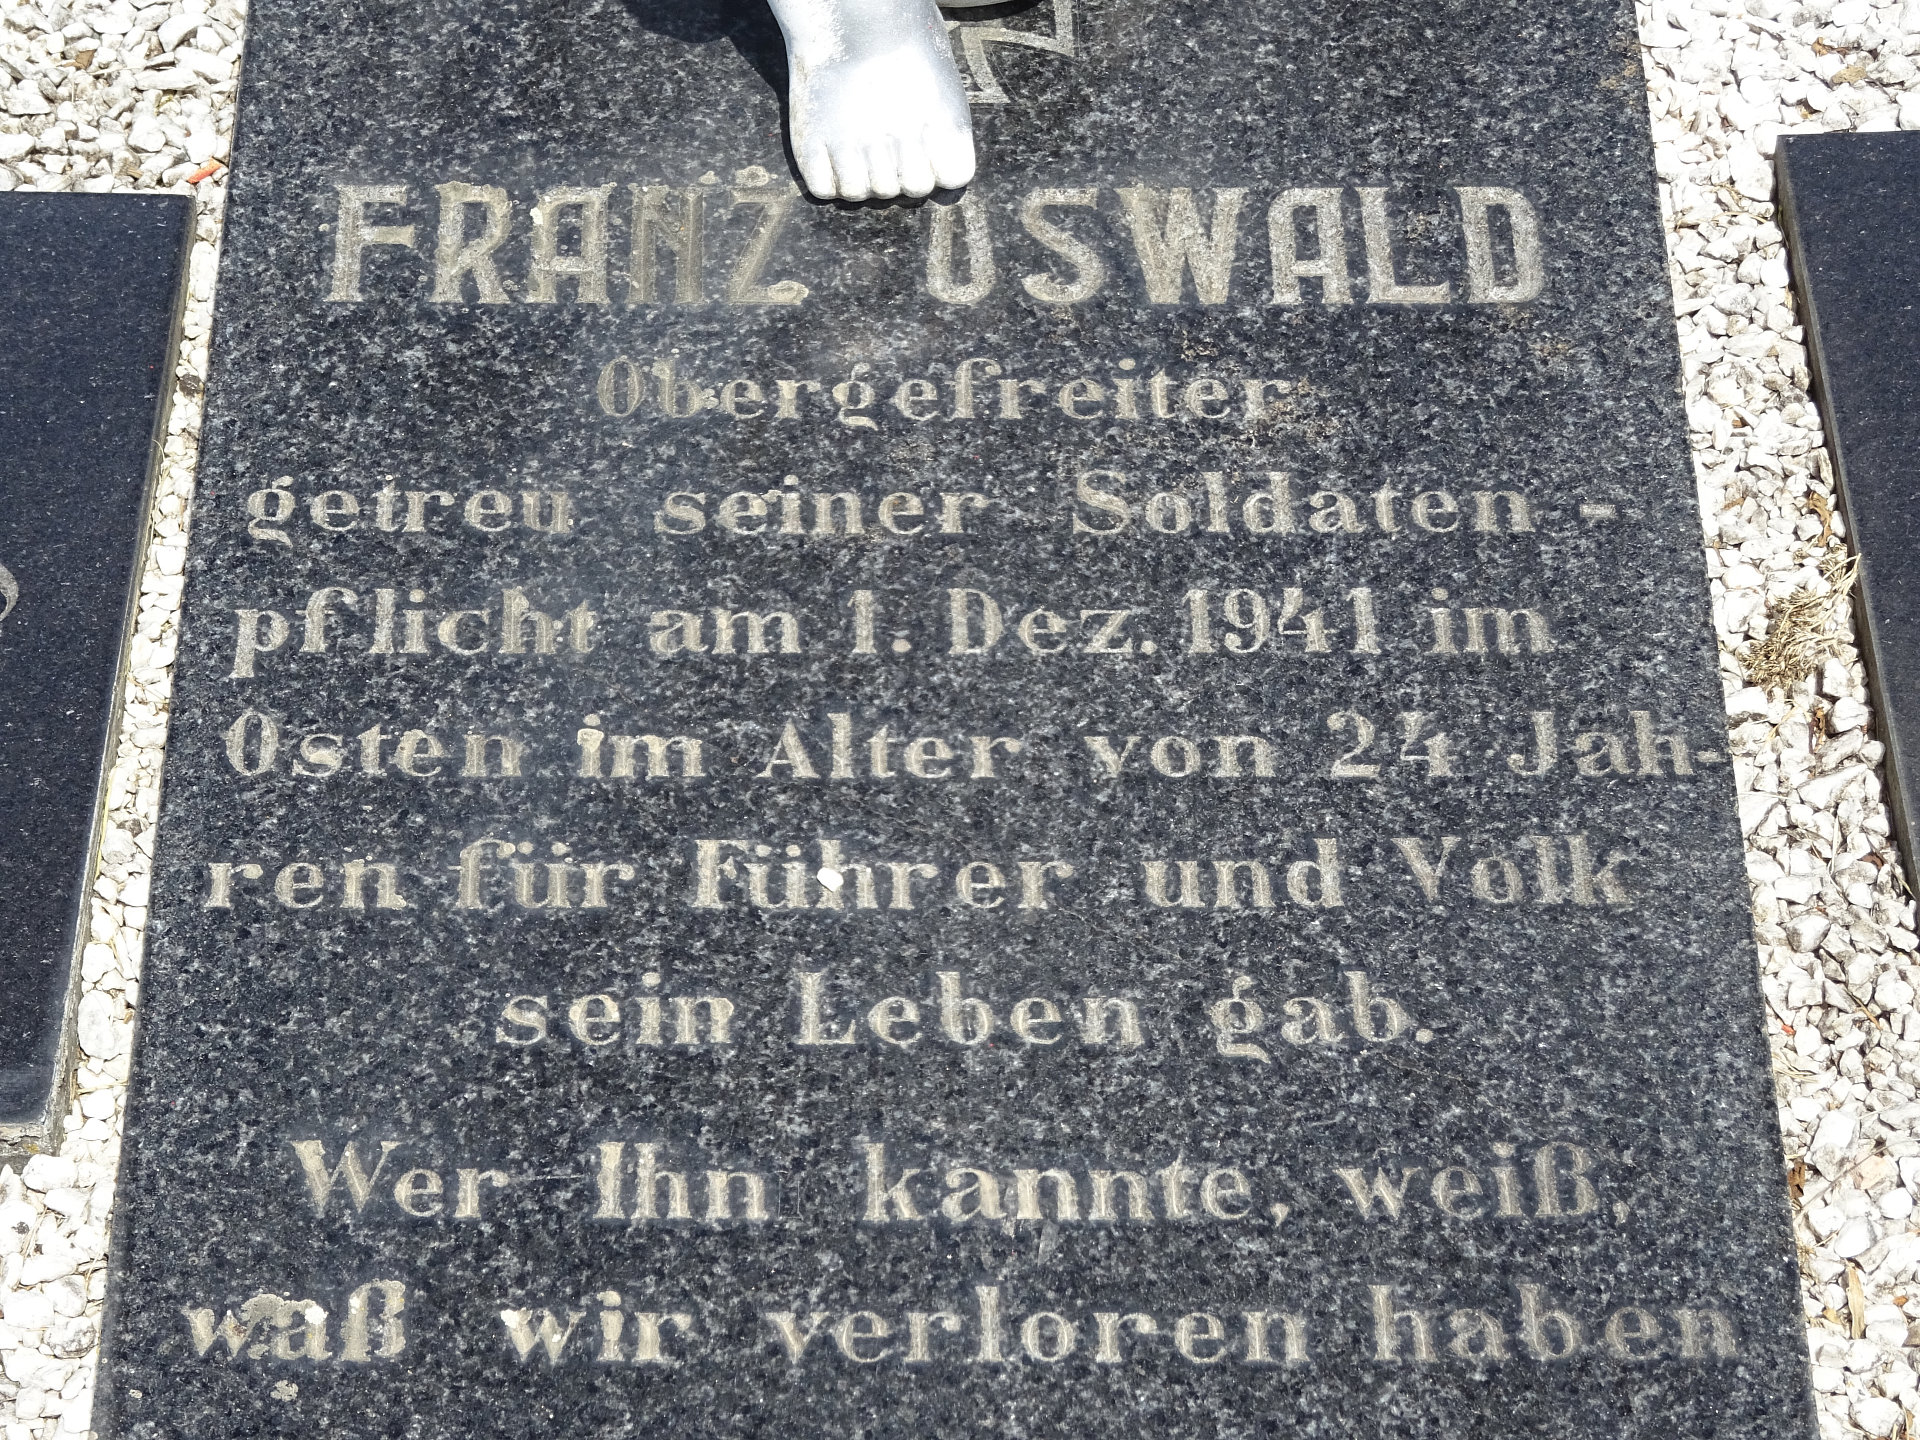 FRANZ OSWALD
Obergefreiter
getreu seiner Soldaten -
pflicht am 1. Dez. 1941 im
Osten im Alter von 24 Jah-
ren für Führer und Volk
sein Leben gab.
Wer Ihn kannte, weiß,
waß wir verloren haben